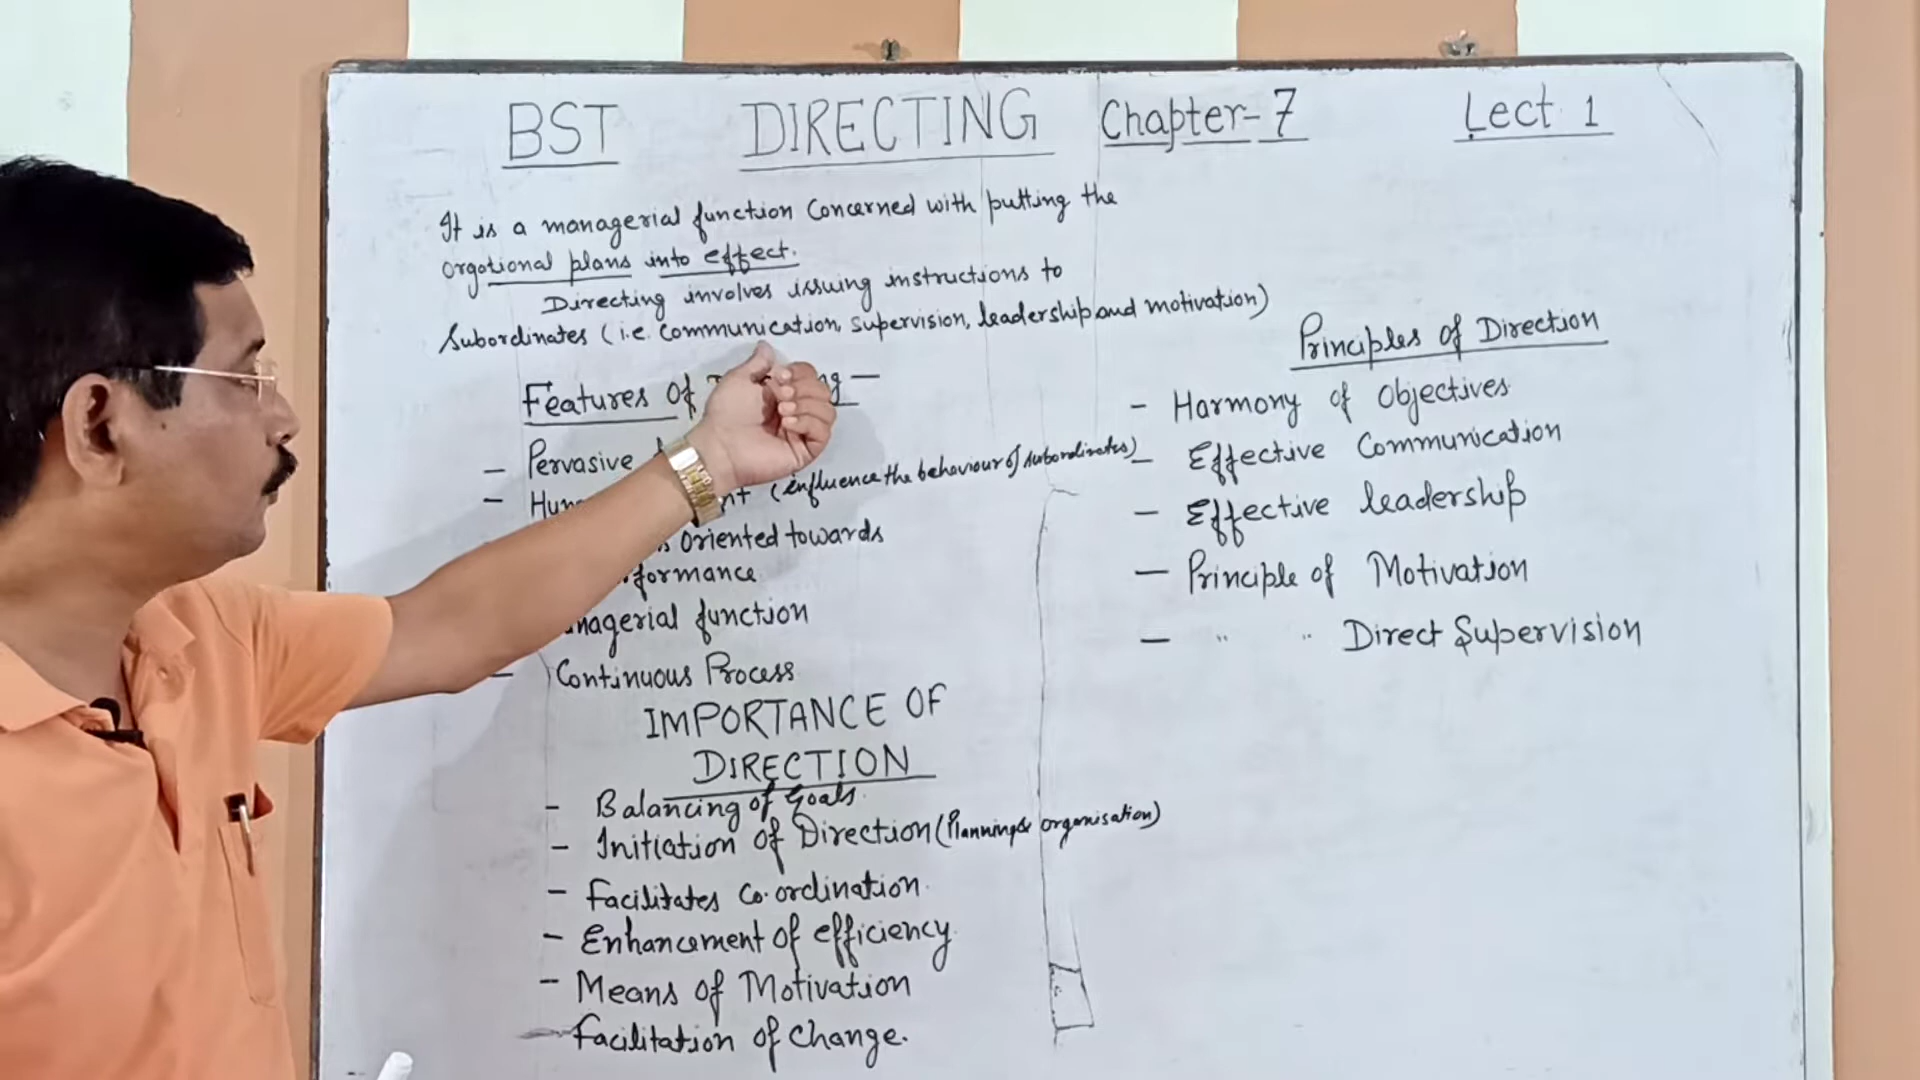 BST DIRECTING Chapter-7 Lect 1
It is a managerial function Concerned with putting the
orgational plans into effect.
Directing involves issuing instructions to
Subordinates (i.e. Communication, supervision, leadership and motivation)
Features of
- Pervasive
- (influence the behaviour of subordinates)
Oriented towards
function
- Continuous Process
IMPORTANCE OF
DIRECTION
- Balancing of Goals.
- Initiation of Direction (Planning & organisation)
- Facilitates Co-ordination.
- Enhancement of efficiency
- Means of Motivation
- Facilitation of Change.
Principles of Direction
- Harmony of Objectives
- Effective Communication
- Effective leadership
- Principle of Motivation
- " " Direct Supervision